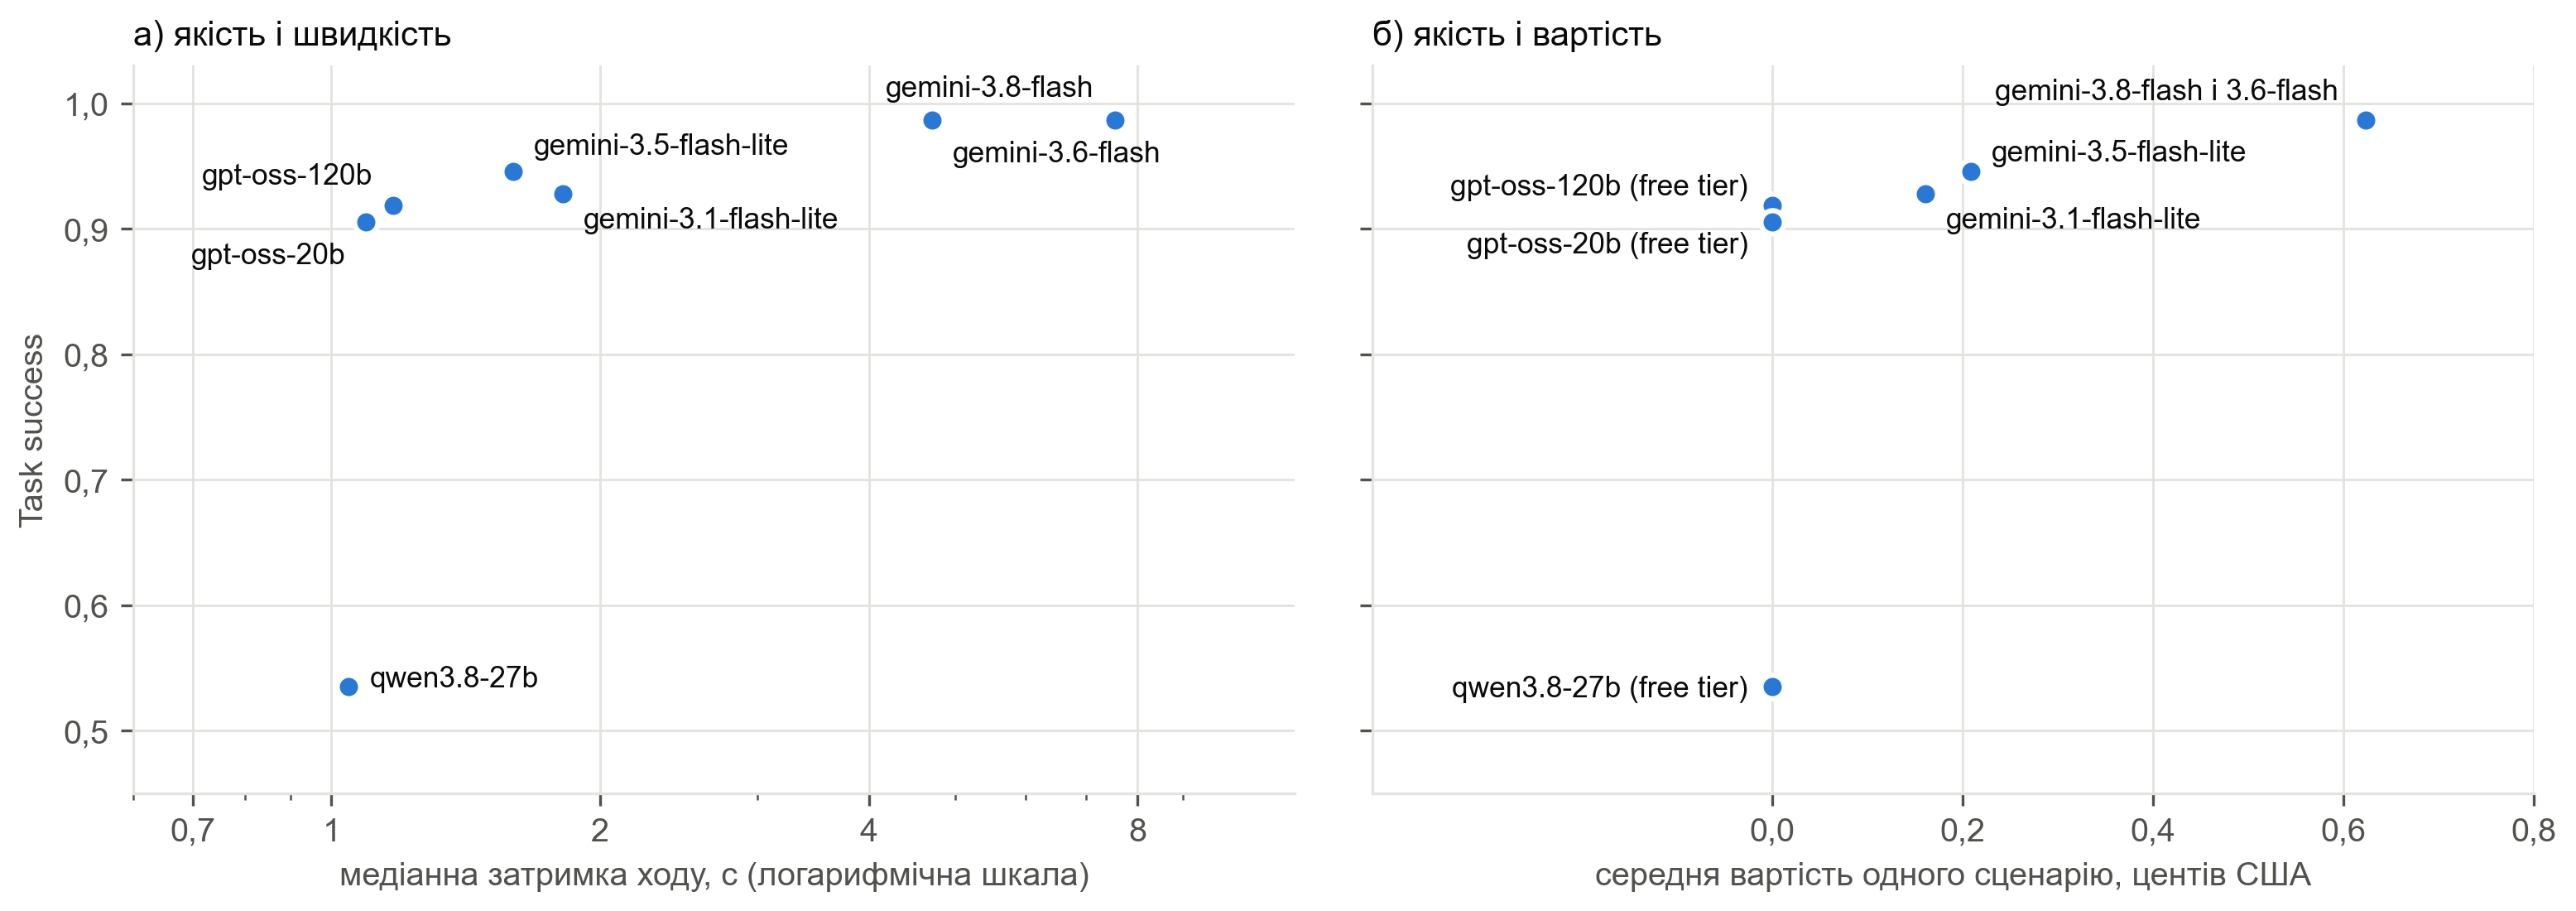 а) якість і швидкість
Task success
1,0
0,9
0,8
0,7
0,6
0,5
gemini-3.8-flash
gemini-3.6-flash
gemini-3.5-flash-lite
gpt-oss-120b
gemini-3.1-flash-lite
gpt-oss-20b
qwen3.8-27b
0,7 1 2 4 8
медіанна затримка ходу, с (логарифмічна шкала)
б) якість і вартість
gemini-3.8-flash і 3.6-flash
gemini-3.5-flash-lite
gpt-oss-120b (free tier)
gemini-3.1-flash-lite
gpt-oss-20b (free tier)
qwen3.8-27b (free tier)
0,0 0,2 0,4 0,6 0,8
середня вартість одного сценарію, центів США